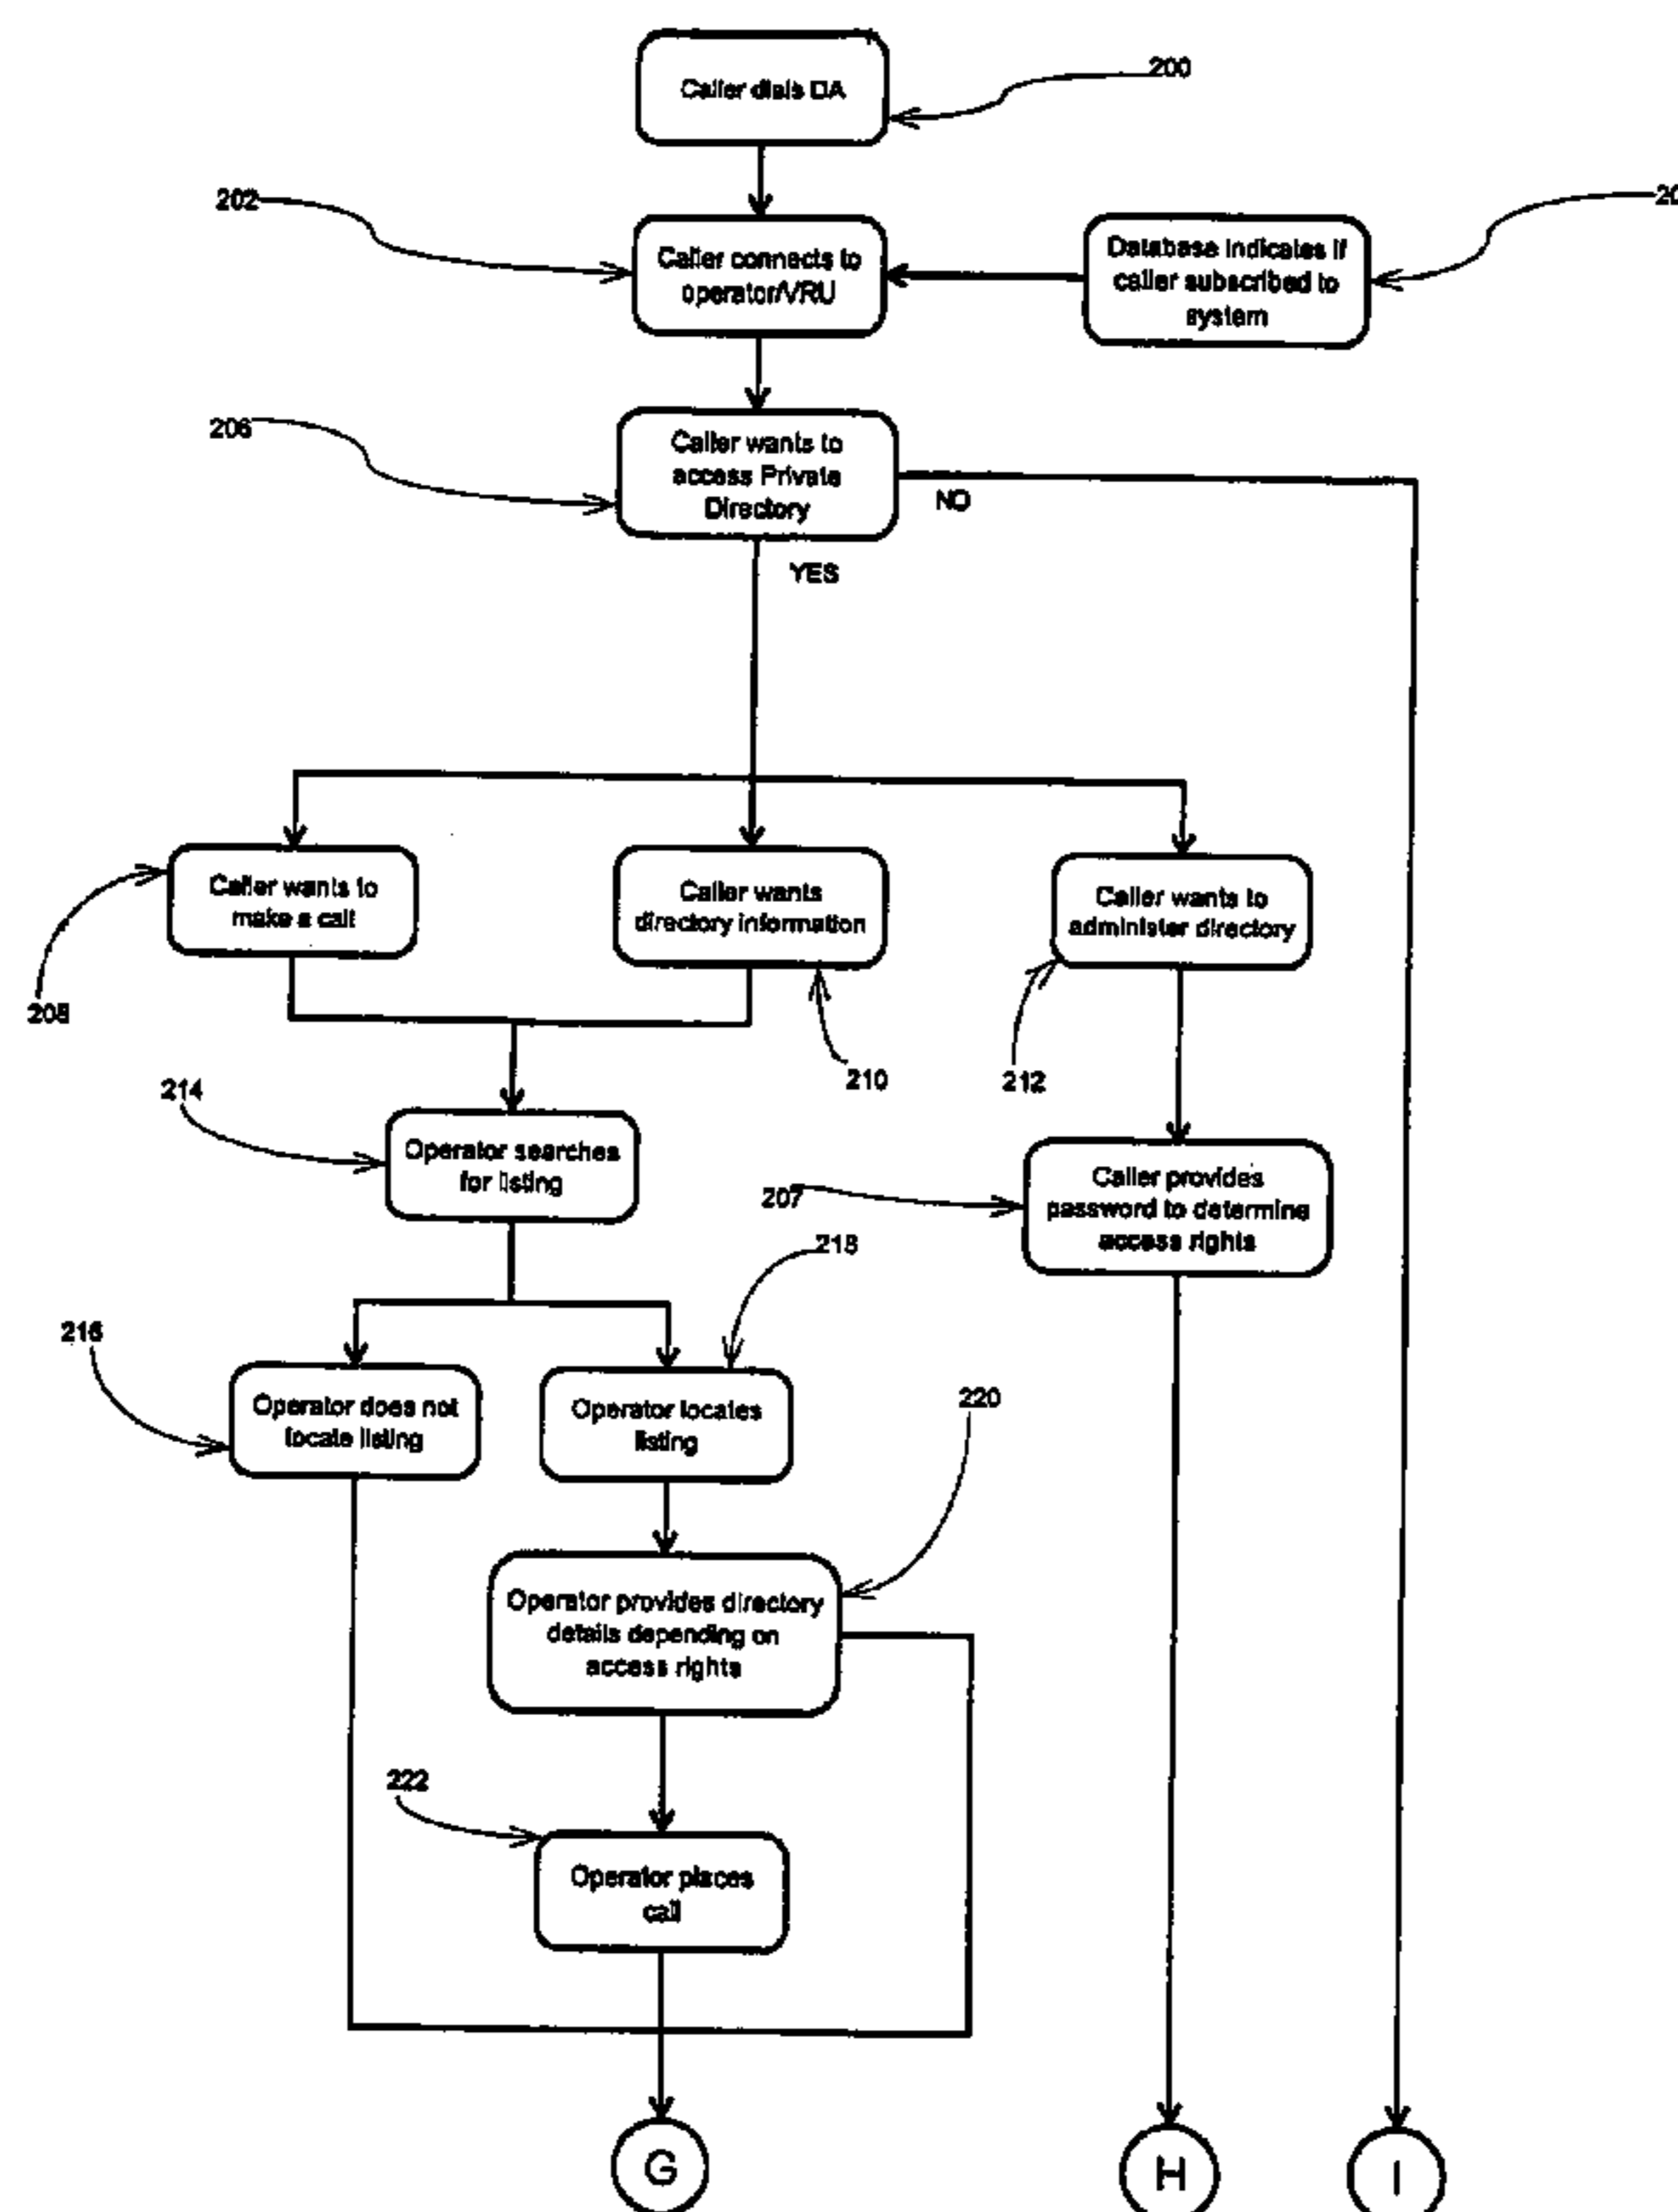 Caller dials DA
200
202
Caller connects to
operator/VRU
Database indicates if
caller subscribed to
system
206
Caller wants to
access Private
Directory
NO
YES
Caller wants to
make a call
Caller wants
directory information
Caller wants to
administer directory
208
210
212
214
Operator searches
for listing
207
Caller provides
password to determine
access rights
218
216
Operator does not
locate listing
Operator locates
listing
220
Operator provides directory
details depending on
access rights
222
Operator places
call
G
H
I